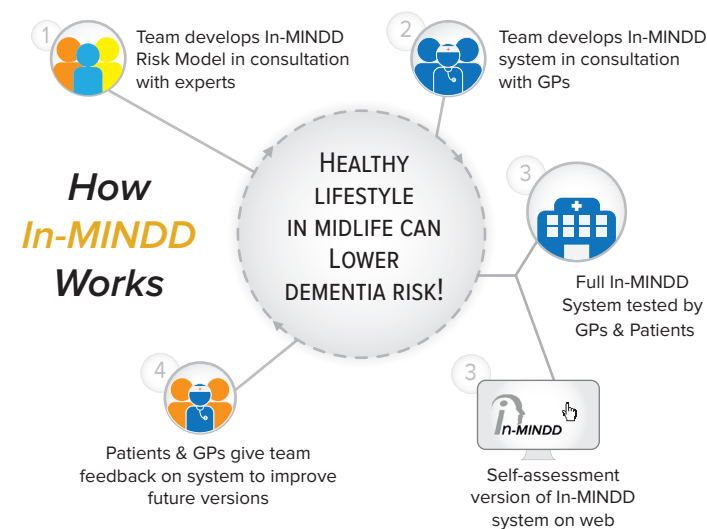 1
Team develops In-MINDD
Risk Model in consultation
with experts
2
Team develops In-MINDD
system in consultation
with GPs
How
In-MINDD
Works
HEALTHY
LIFESTYLE
IN MIDLIFE CAN
LOWER
DEMENTIA RISK!
3
Full In-MINDD
System tested by
GPs & Patients
3
in-MINDD
Self-assessment
version of In-MINDD
system on web
4
Patients & GPs give team
feedback on system to improve
future versions